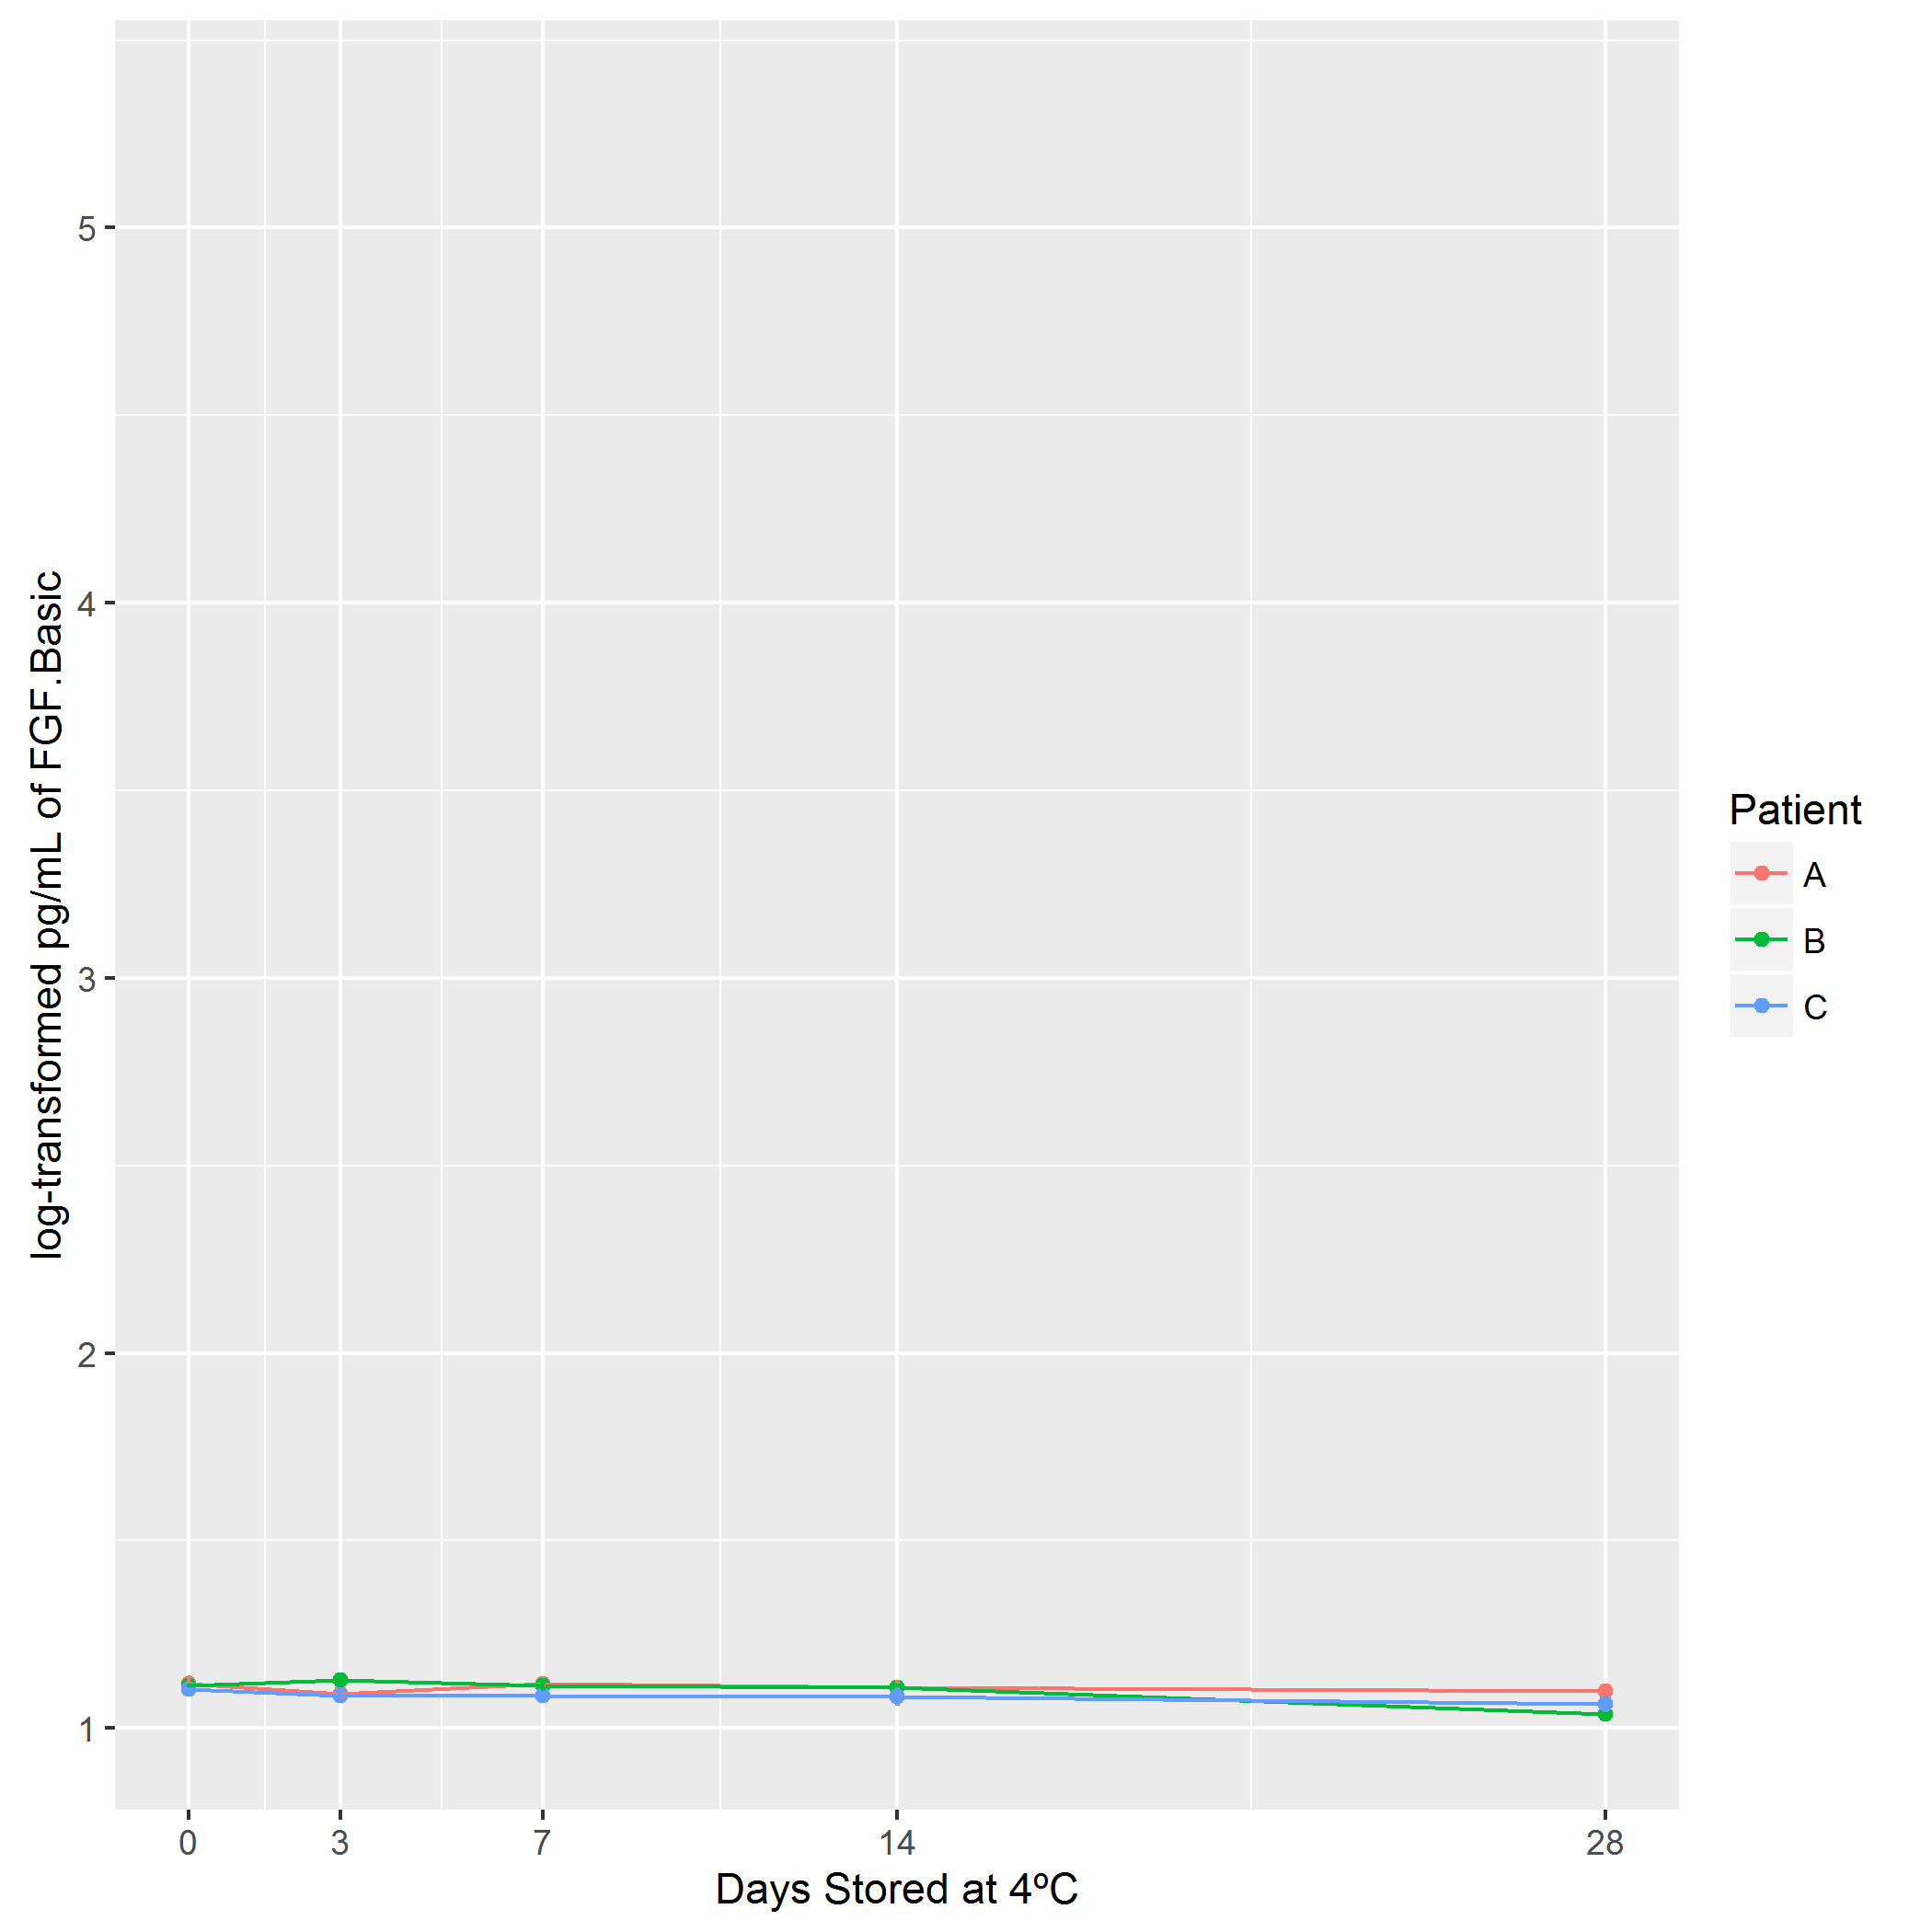 log-transformed pg/mL of FGF.Basic
5
4
3
2
1
0 3 7 14 28
Days Stored at 4ºC
Patient
A
B
C